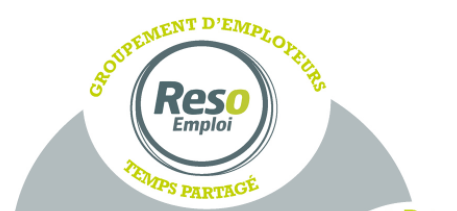 GROUPEMENT D'EMPLOYEURS
Reso
Emploi
TEMPS PARTAGÉ